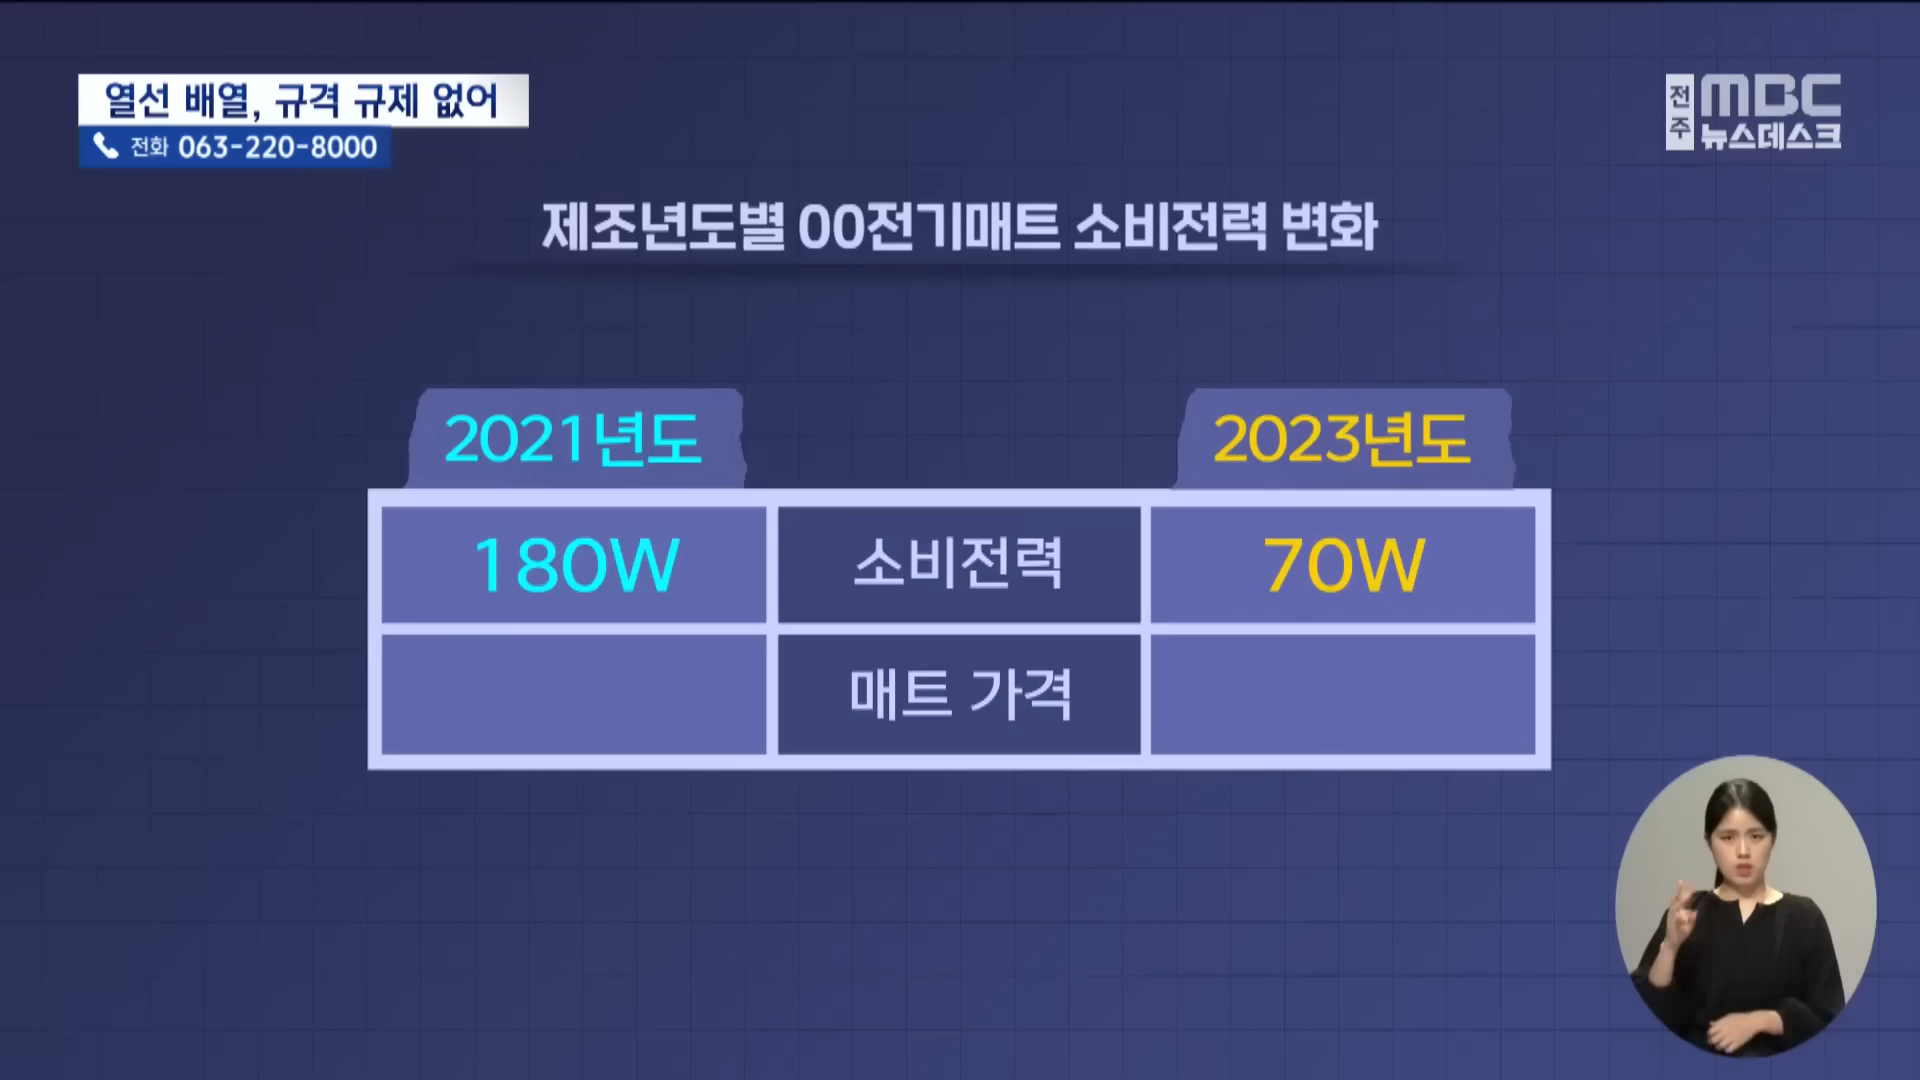 열선 배열, 규격 규제 없어
전화 063-220-8000
전주 MBC
뉴스데스크
제조년도별 00전기매트 소비전력 변화
2021년도 2023년도
180W 소비전력 70W
매트 가격